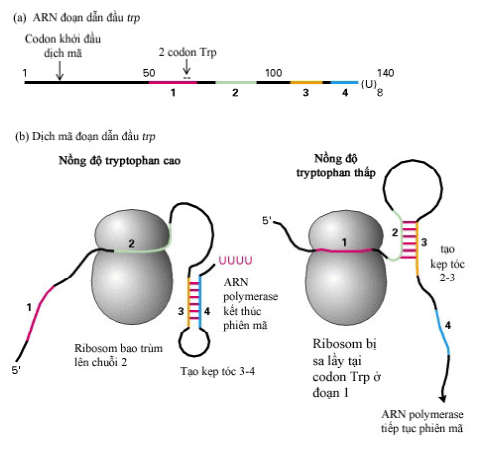 (a) ARN đoạn dẫn đầu trp
Codon khởi đầu
dịch mã
2 codon Trp
1
50
100
140
1
2
3
4
(U)8
(b) Dịch mã đoạn dẫn đầu trp
Nồng độ tryptophan cao
2
1
5'
UUUU
3
4
ARN
polymerase
kết thúc
phiên mã
Ribosom bao trùm
lên chuỗi 2
Tạo kẹp tóc 3-4
Nồng độ
tryptophan thấp
5'
1
2
3
tạo
kẹp tóc
2-3
4
Ribosom bị
sa lầy tại
codon Trp ở
đoạn 1
ARN polymerase
tiếp tục phiên mã